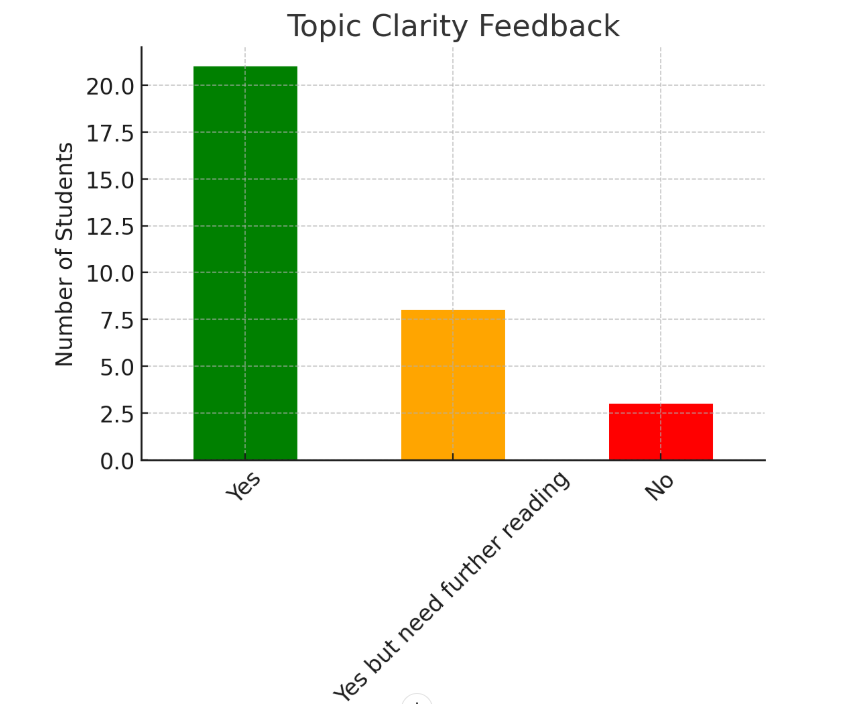 Topic Clarity Feedback
Number of Students
20.0
17.5
15.0
12.5
10.0
7.5
5.0
2.5
0.0
Yes
Yes but need further reading
No